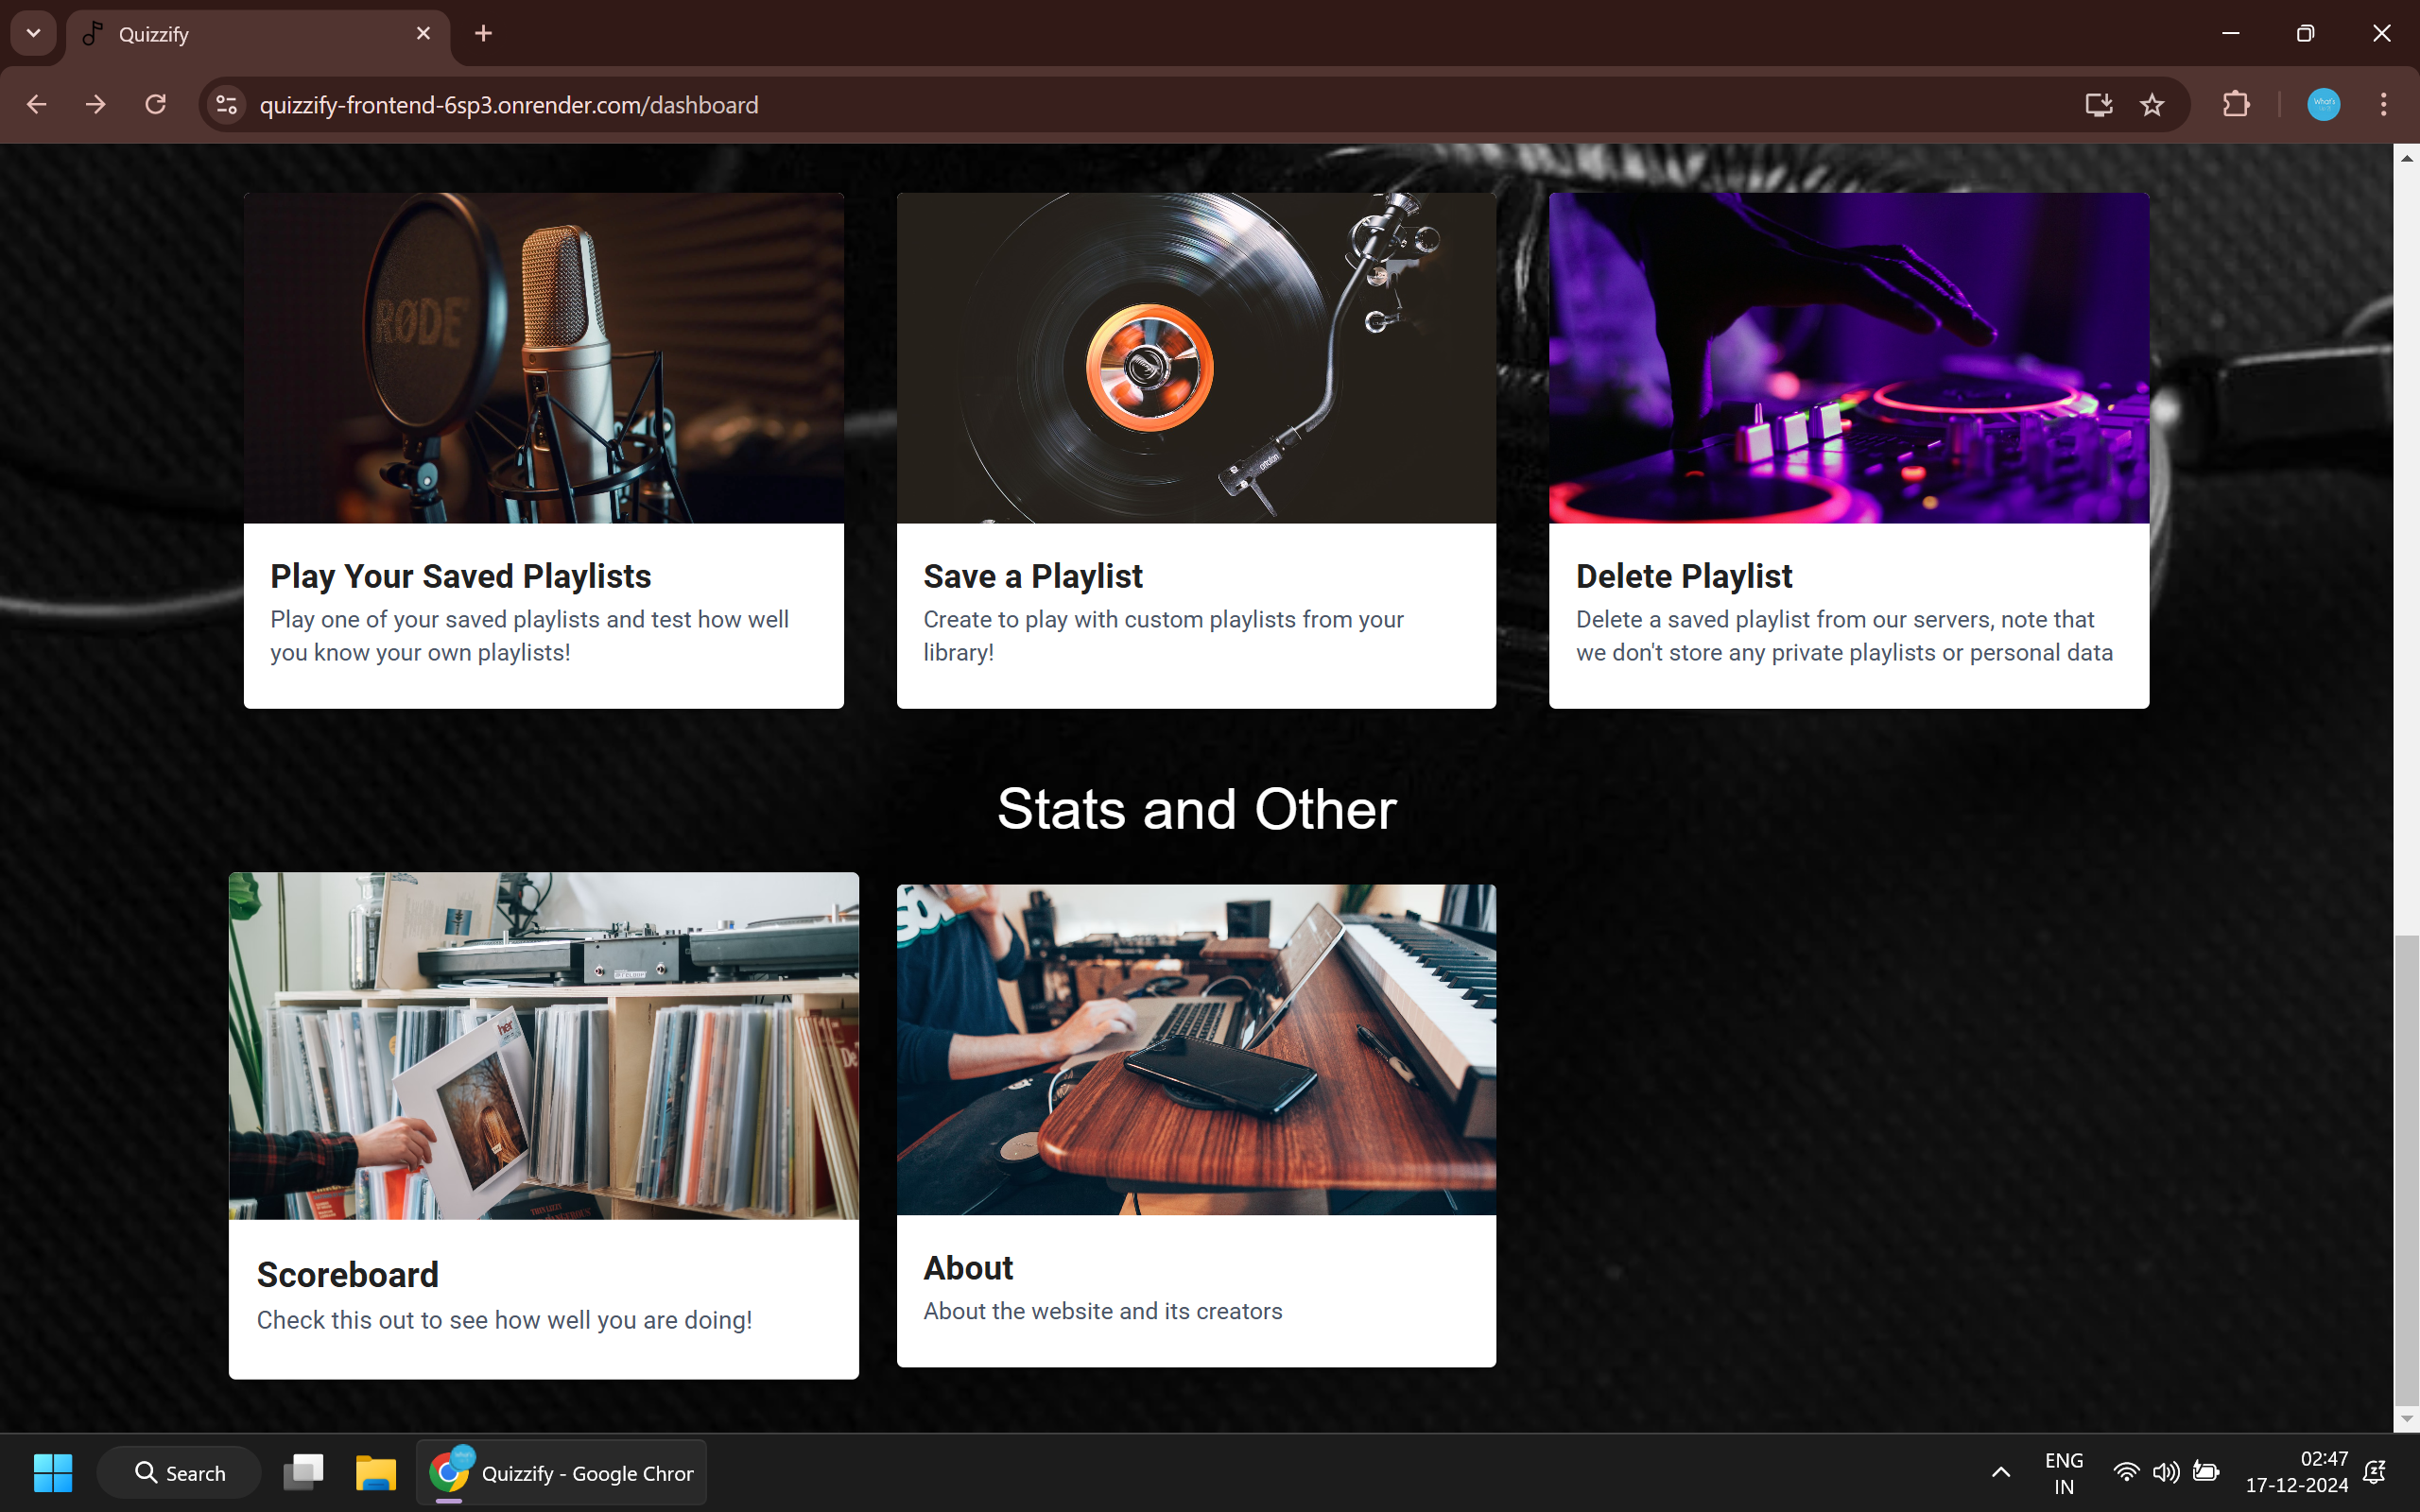 Quizzify
quizzify-frontend-6sp3.onrender.com/dashboard
What's
RØDE
ortofon
Play Your Saved Playlists
Play one of your saved playlists and test how well
you know your own playlists!
Save a Playlist
Create to play with custom playlists from your
library!
Delete Playlist
Delete a saved playlist from our servers, note that
we don't store any private playlists or personal data
Stats and Other
her
Scoreboard
Check this out to see how well you are doing!
About
About the website and its creators
Search
Quizzify - Google Chror
ENG
IN
02:47
17-12-2024